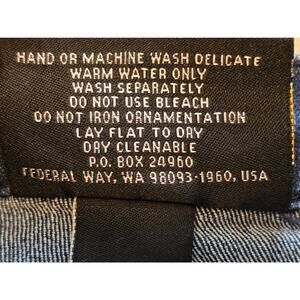 HAND OR MACHINE WASH DELICATE
WARM WATER ONLY
WASH SEPARATELY
DO NOT USE BLEACH
DO NOT IRON ORNAMENTATION
LAY FLAT TO DRY
DRY CLEANABLE
P.O. BOX 24960
FEDERAL WAY, WA 98093-1960, USA